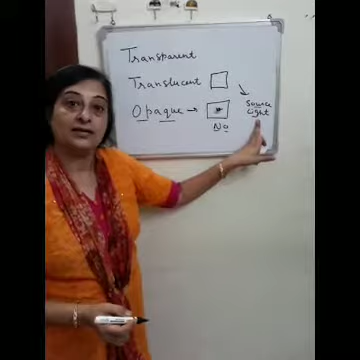 Transparent
Translucent
Source
Light
Opaque
No